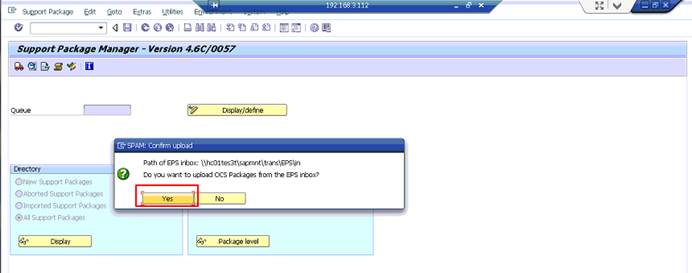 192.168.3.112
Support Package Edit Goto Extras Utilities
Support Package Manager - Version 4.6C/0057
Queue
Display/define
SPAM: Confirm upload
Path of EPS inbox: \\hc01tes3t\sapmnt\trans\EPS\in
Do you want to upload OCS Packages from the EPS inbox?
Yes No
Directory
New Support Packages
Aborted Support Packages
Imported Support Packages
All Support Packages
Display
Package level